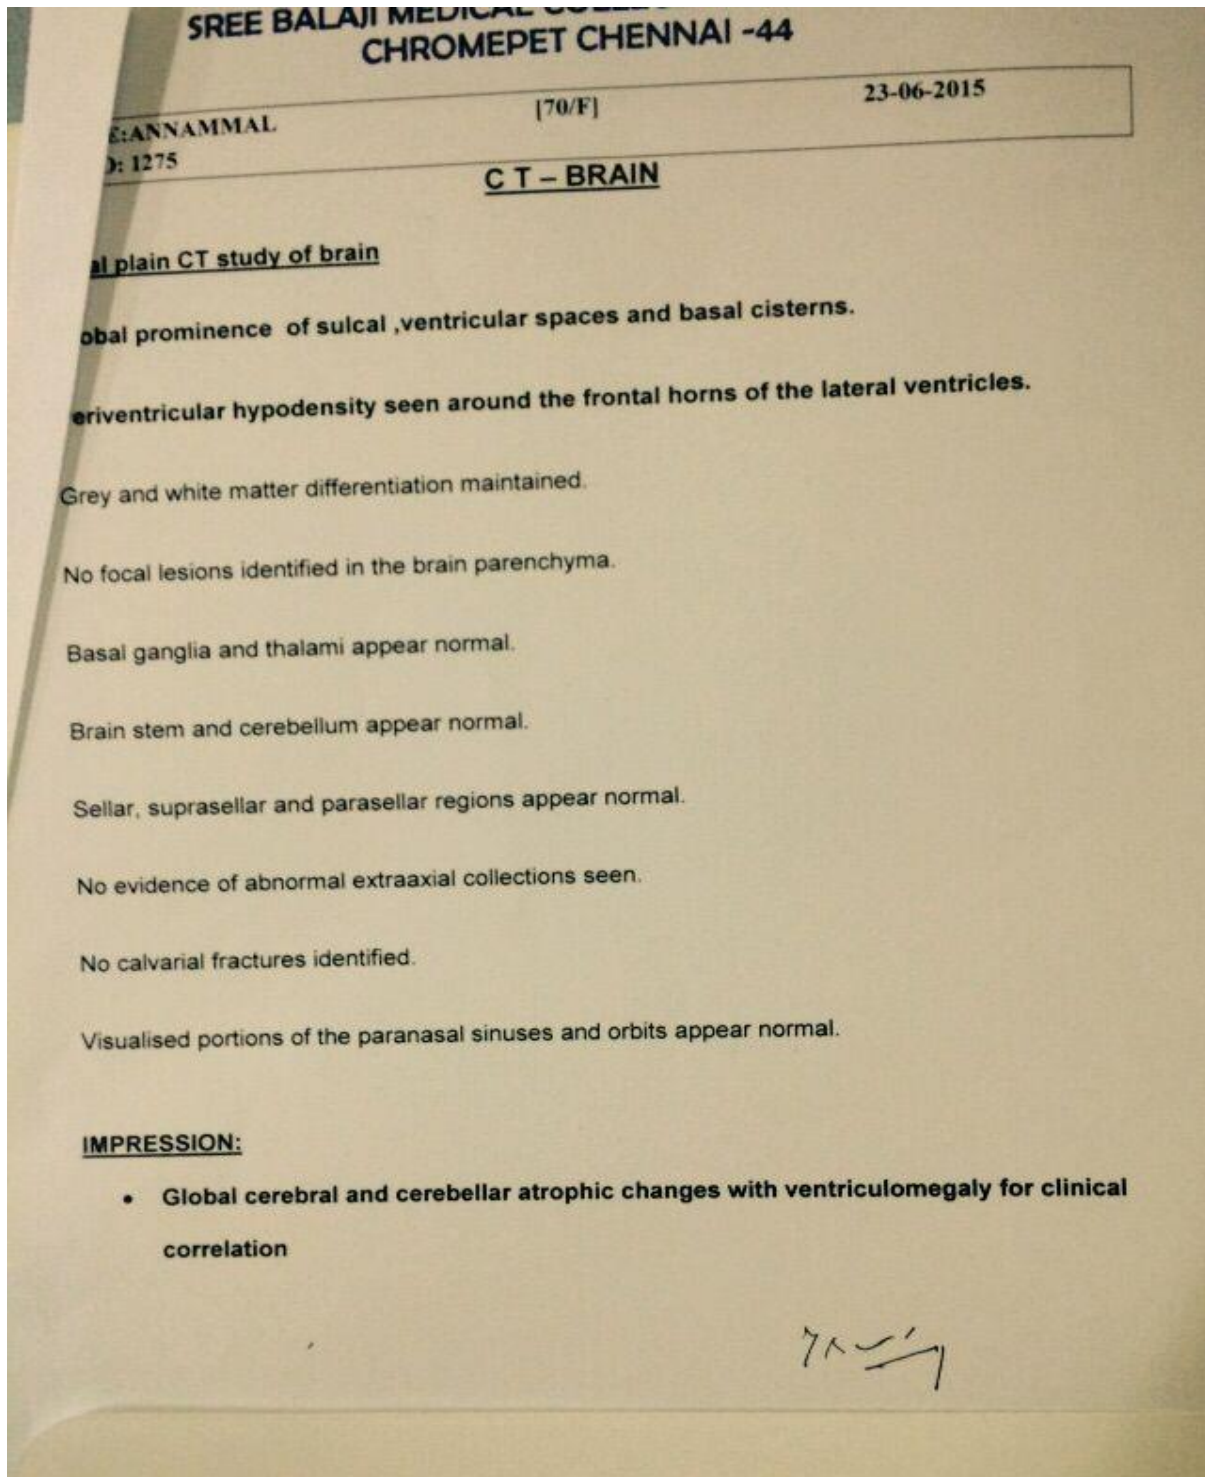 SREE BALAJI MEDICAL
CHROMEPET CHENNAI -44
E:ANNAMMAL [70/F] 23-06-2015
D: 1275
C T – BRAIN
al plain CT study of brain
obal prominence of sulcal ,ventricular spaces and basal cisterns.
eriventricular hypodensity seen around the frontal horns of the lateral ventricles.
Grey and white matter differentiation maintained.
No focal lesions identified in the brain parenchyma.
Basal ganglia and thalami appear normal.
Brain stem and cerebellum appear normal.
Sellar, suprasellar and parasellar regions appear normal.
No evidence of abnormal extraaxial collections seen.
No calvarial fractures identified.
Visualised portions of the paranasal sinuses and orbits appear normal.
IMPRESSION:
• Global cerebral and cerebellar atrophic changes with ventriculomegaly for clinical
correlation